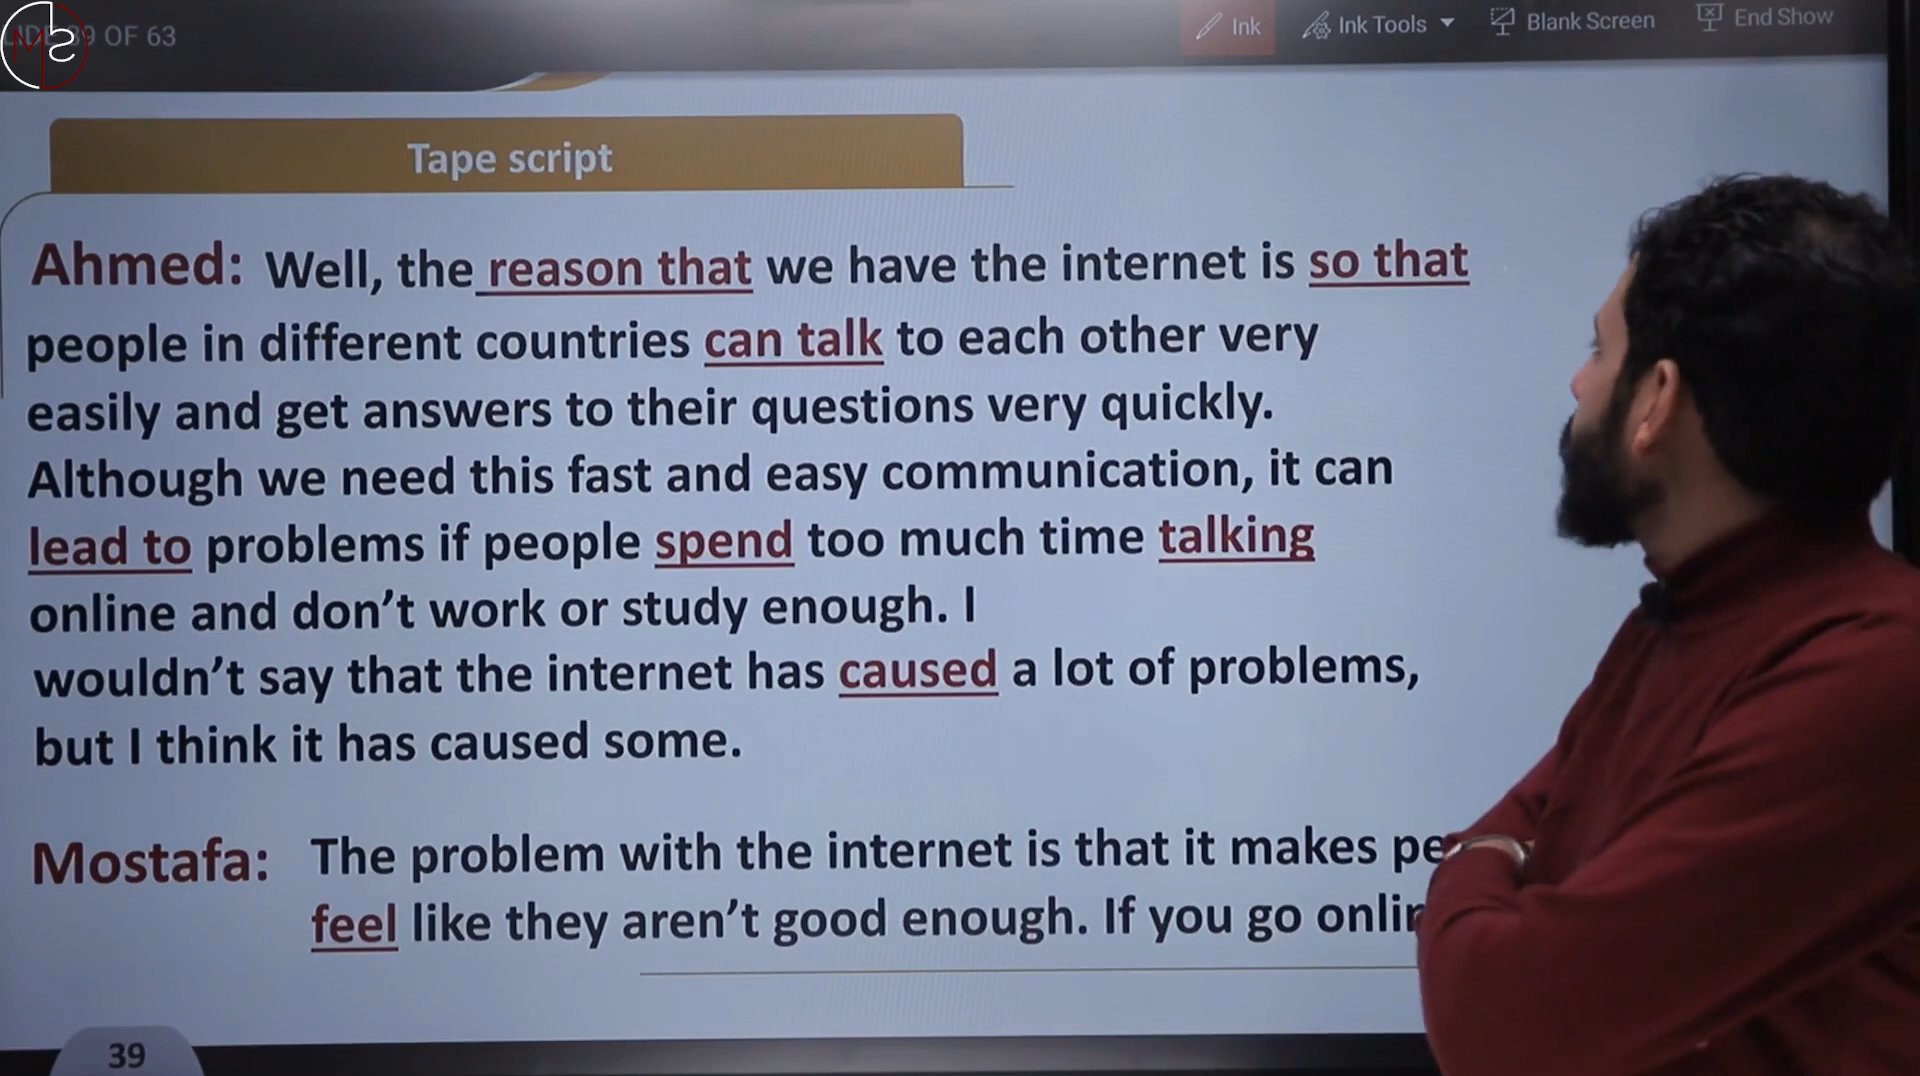 9 OF 63
Ink
Ink Tools
Blank Screen
End Show
MS
Tape script
Ahmed: Well, the reason that we have the internet is so that
people in different countries can talk to each other very
easily and get answers to their questions very quickly.
Although we need this fast and easy communication, it can
lead to problems if people spend too much time talking
online and don’t work or study enough. I
wouldn’t say that the internet has caused a lot of problems,
but I think it has caused some.
Mostafa: The problem with the internet is that it makes
feel like they aren’t good enough. If you go
39